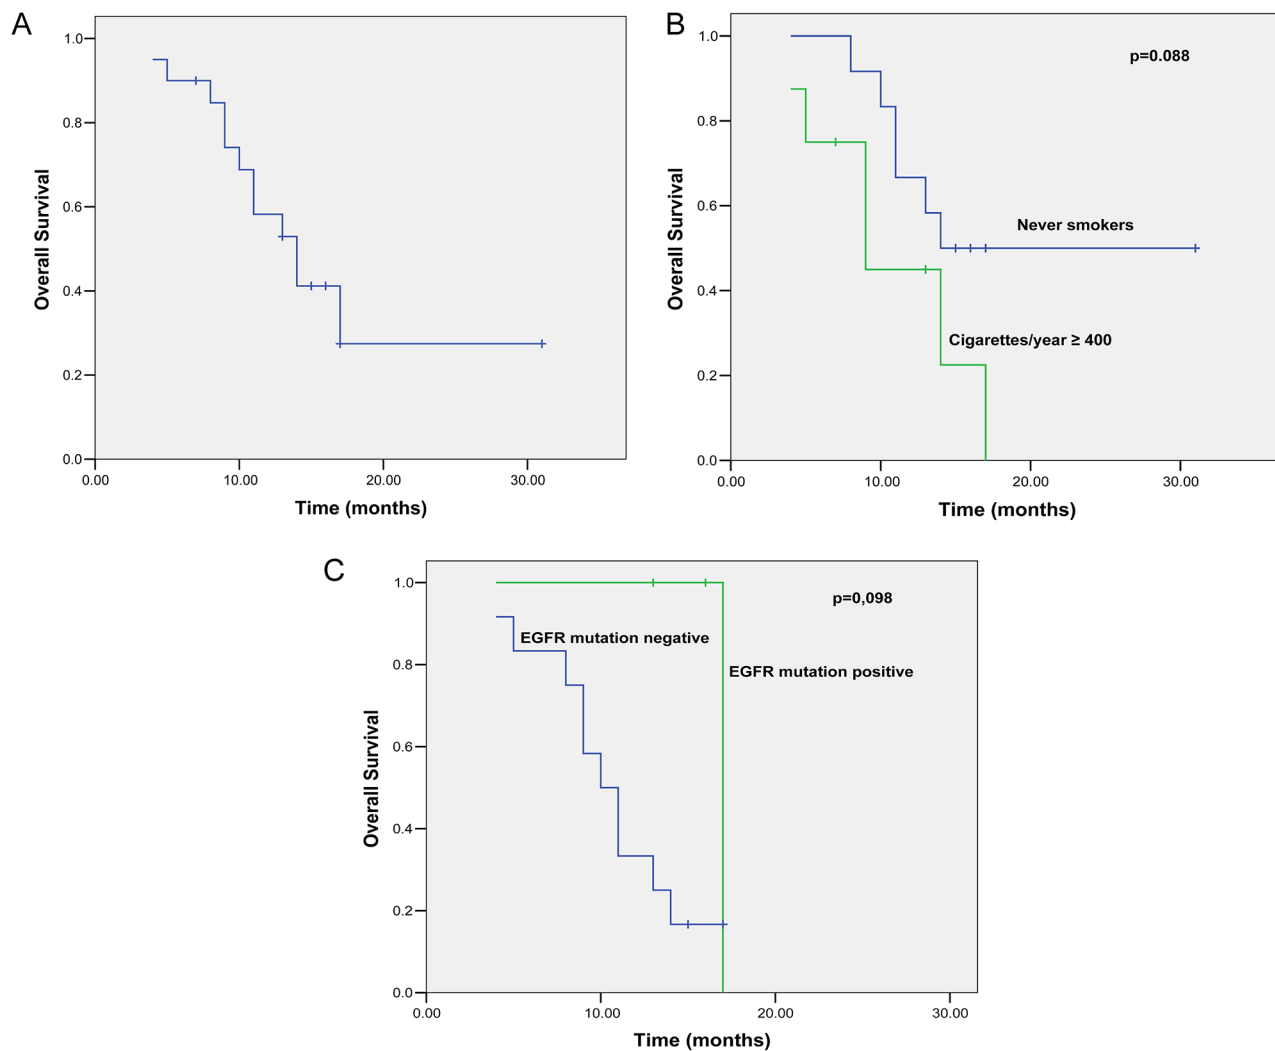 A
1.0
0.8
0.6
0.4
0.2
0.0
Overall Survival
0.00
10.00
20.00
30.00
Time (months)
B
p=0.088
1.0
0.8
0.6
0.4
0.2
0.0
Overall Survival
Never smokers
Cigarettes/year ≥ 400
0.00
10.00
20.00
30.00
Time (months)
C
p=0,098
1.0
0.8
0.6
0.4
0.2
0.0
Overall Survival
EGFR mutation negative
EGFR mutation positive
0.00
10.00
20.00
30.00
Time (months)